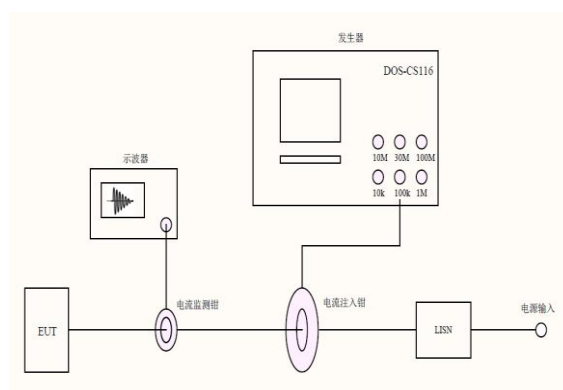 发生器
DOS-CS116
示波器
10M 30M 100M
10k 100k 1M
电流监测钳
电流注入钳
电源输入
EUT
LISN